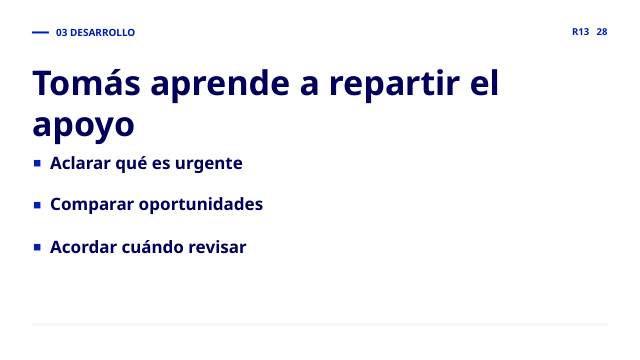 03 DESARROLLO
R13 28
Tomás aprende a repartir el
apoyo
Aclarar qué es urgente
Comparar oportunidades
Acordar cuándo revisar